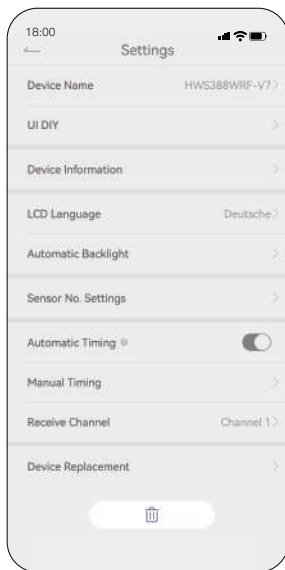 18:00
Settings
Device Name HWS388WRF-V7
UI DIY
Device Information
LCD Language Deutsche
Automatic Backlight
Sensor No. Settings
Automatic Timing
Manual Timing
Receive Channel Channel 1
Device Replacement